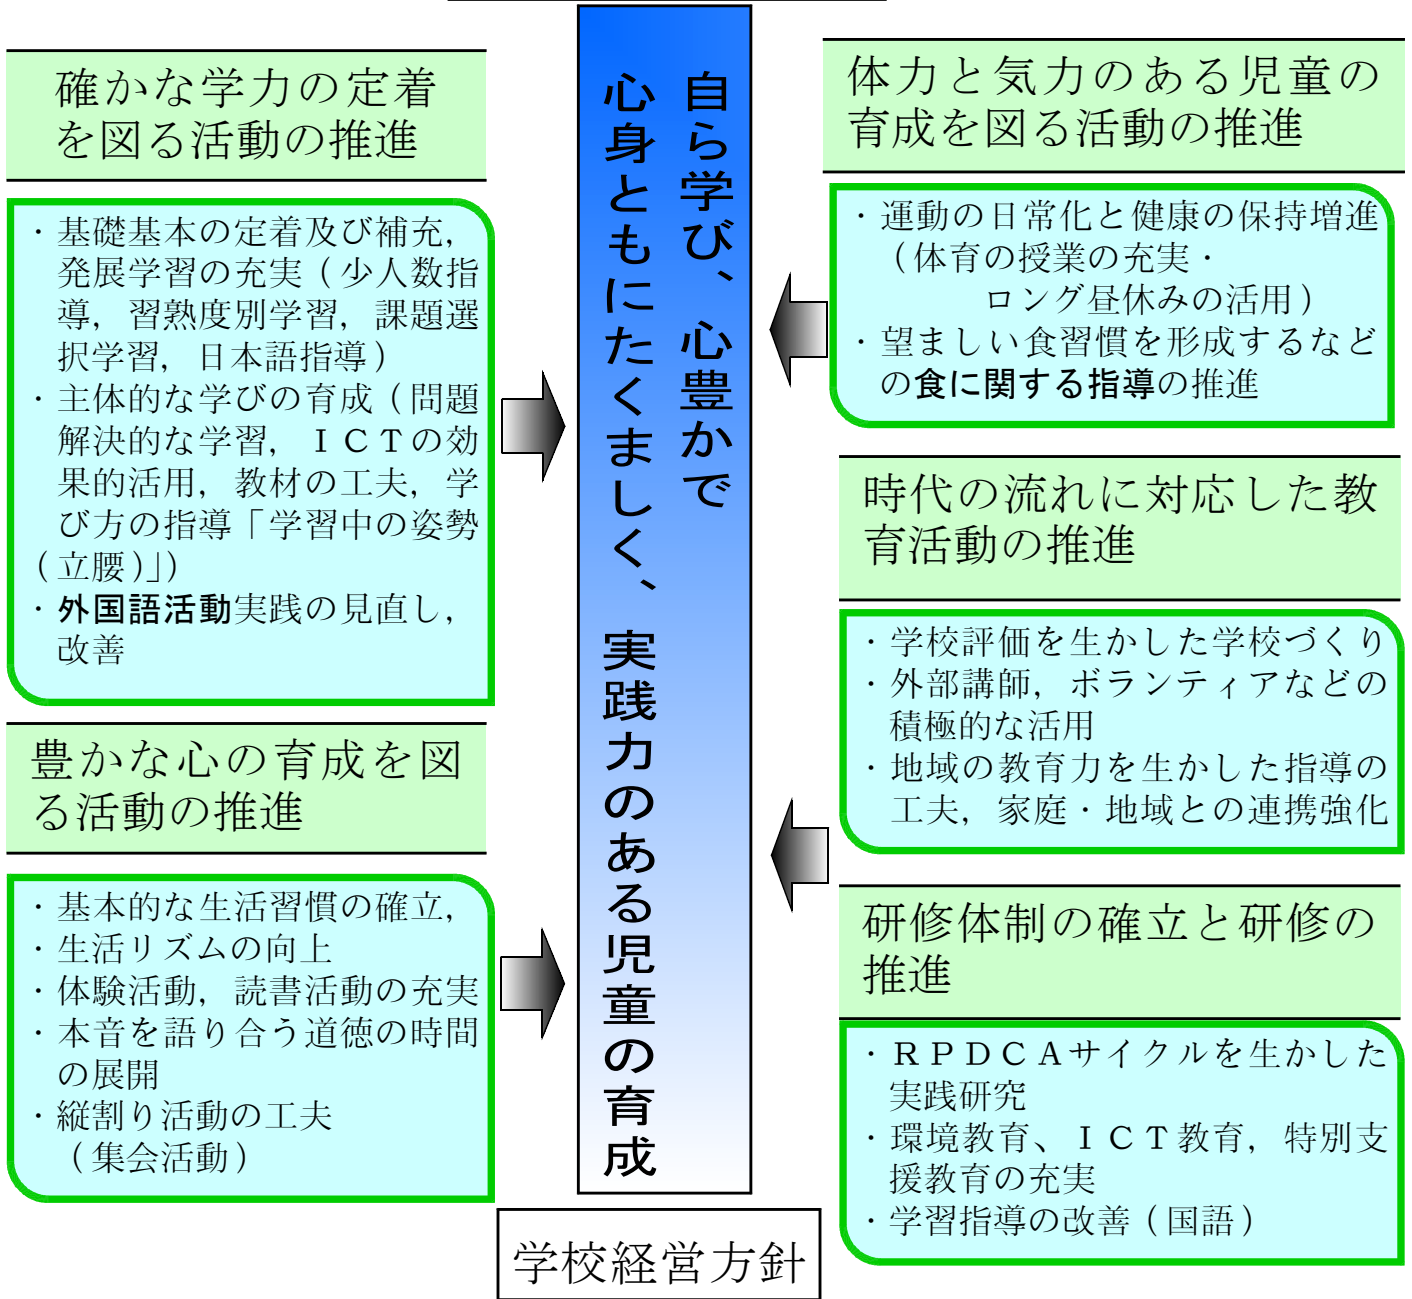 確かな学力の定着
を図る活動の推進
・基礎基本の定着及び補充,
発展学習の充実(少人数指
導,習熟度別学習,課題選
択学習,日本語指導)
・主体的な学びの育成(問題
解決的な学習,ICTの効
果的活用,教材の工夫,学
び方の指導「学習中の姿勢
(立腰)」)
・外国語活動実践の見直し,
改善
豊かな心の育成を図
る活動の推進
・基本的な生活習慣の確立,
・生活リズムの向上
・体験活動,読書活動の充実
・本音を語り合う道徳の時間
の展開
・縦割り活動の工夫
(集会活動)
自ら学び、心豊かで
心身ともにたくましく、実践力のある児童の育成
学校経営方針
体力と気力のある児童の
育成を図る活動の推進
・運動の日常化と健康の保持増進
(体育の授業の充実・
ロング昼休みの活用)
・望ましい食習慣を形成するなど
の食に関する指導の推進
時代の流れに対応した教
育活動の推進
・学校評価を生かした学校づくり
・外部講師,ボランティアなどの
積極的な活用
・地域の教育力を生かした指導の
工夫,家庭・地域との連携強化
研修体制の確立と研修の
推進
・RPDCAサイクルを生かした
実践研究
・環境教育、ICT教育,特別支
援教育の充実
・学習指導の改善(国語)